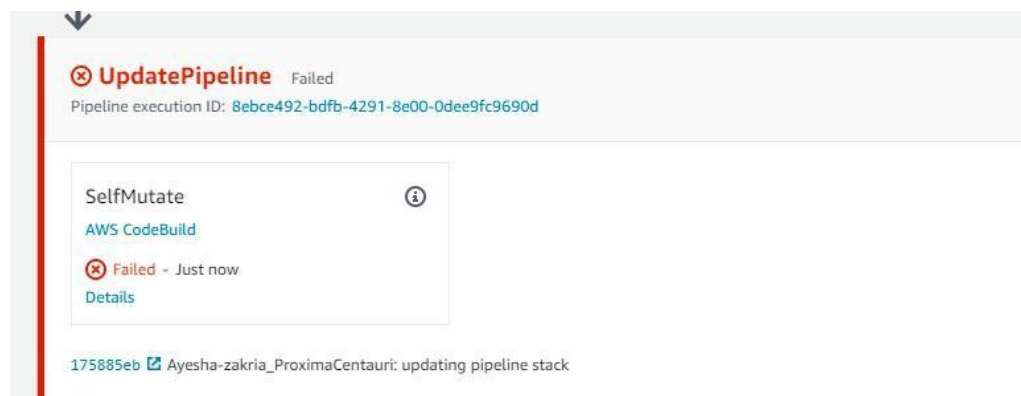 UpdatePipeline Failed
Pipeline execution ID: 8ebce492-bdfb-4291-8e00-0dee9fc9690d
SelfMutate
AWS CodeBuild
Failed - Just now
Details
175885eb Ayesha-zakria_ProximaCentauri: updating pipeline stack